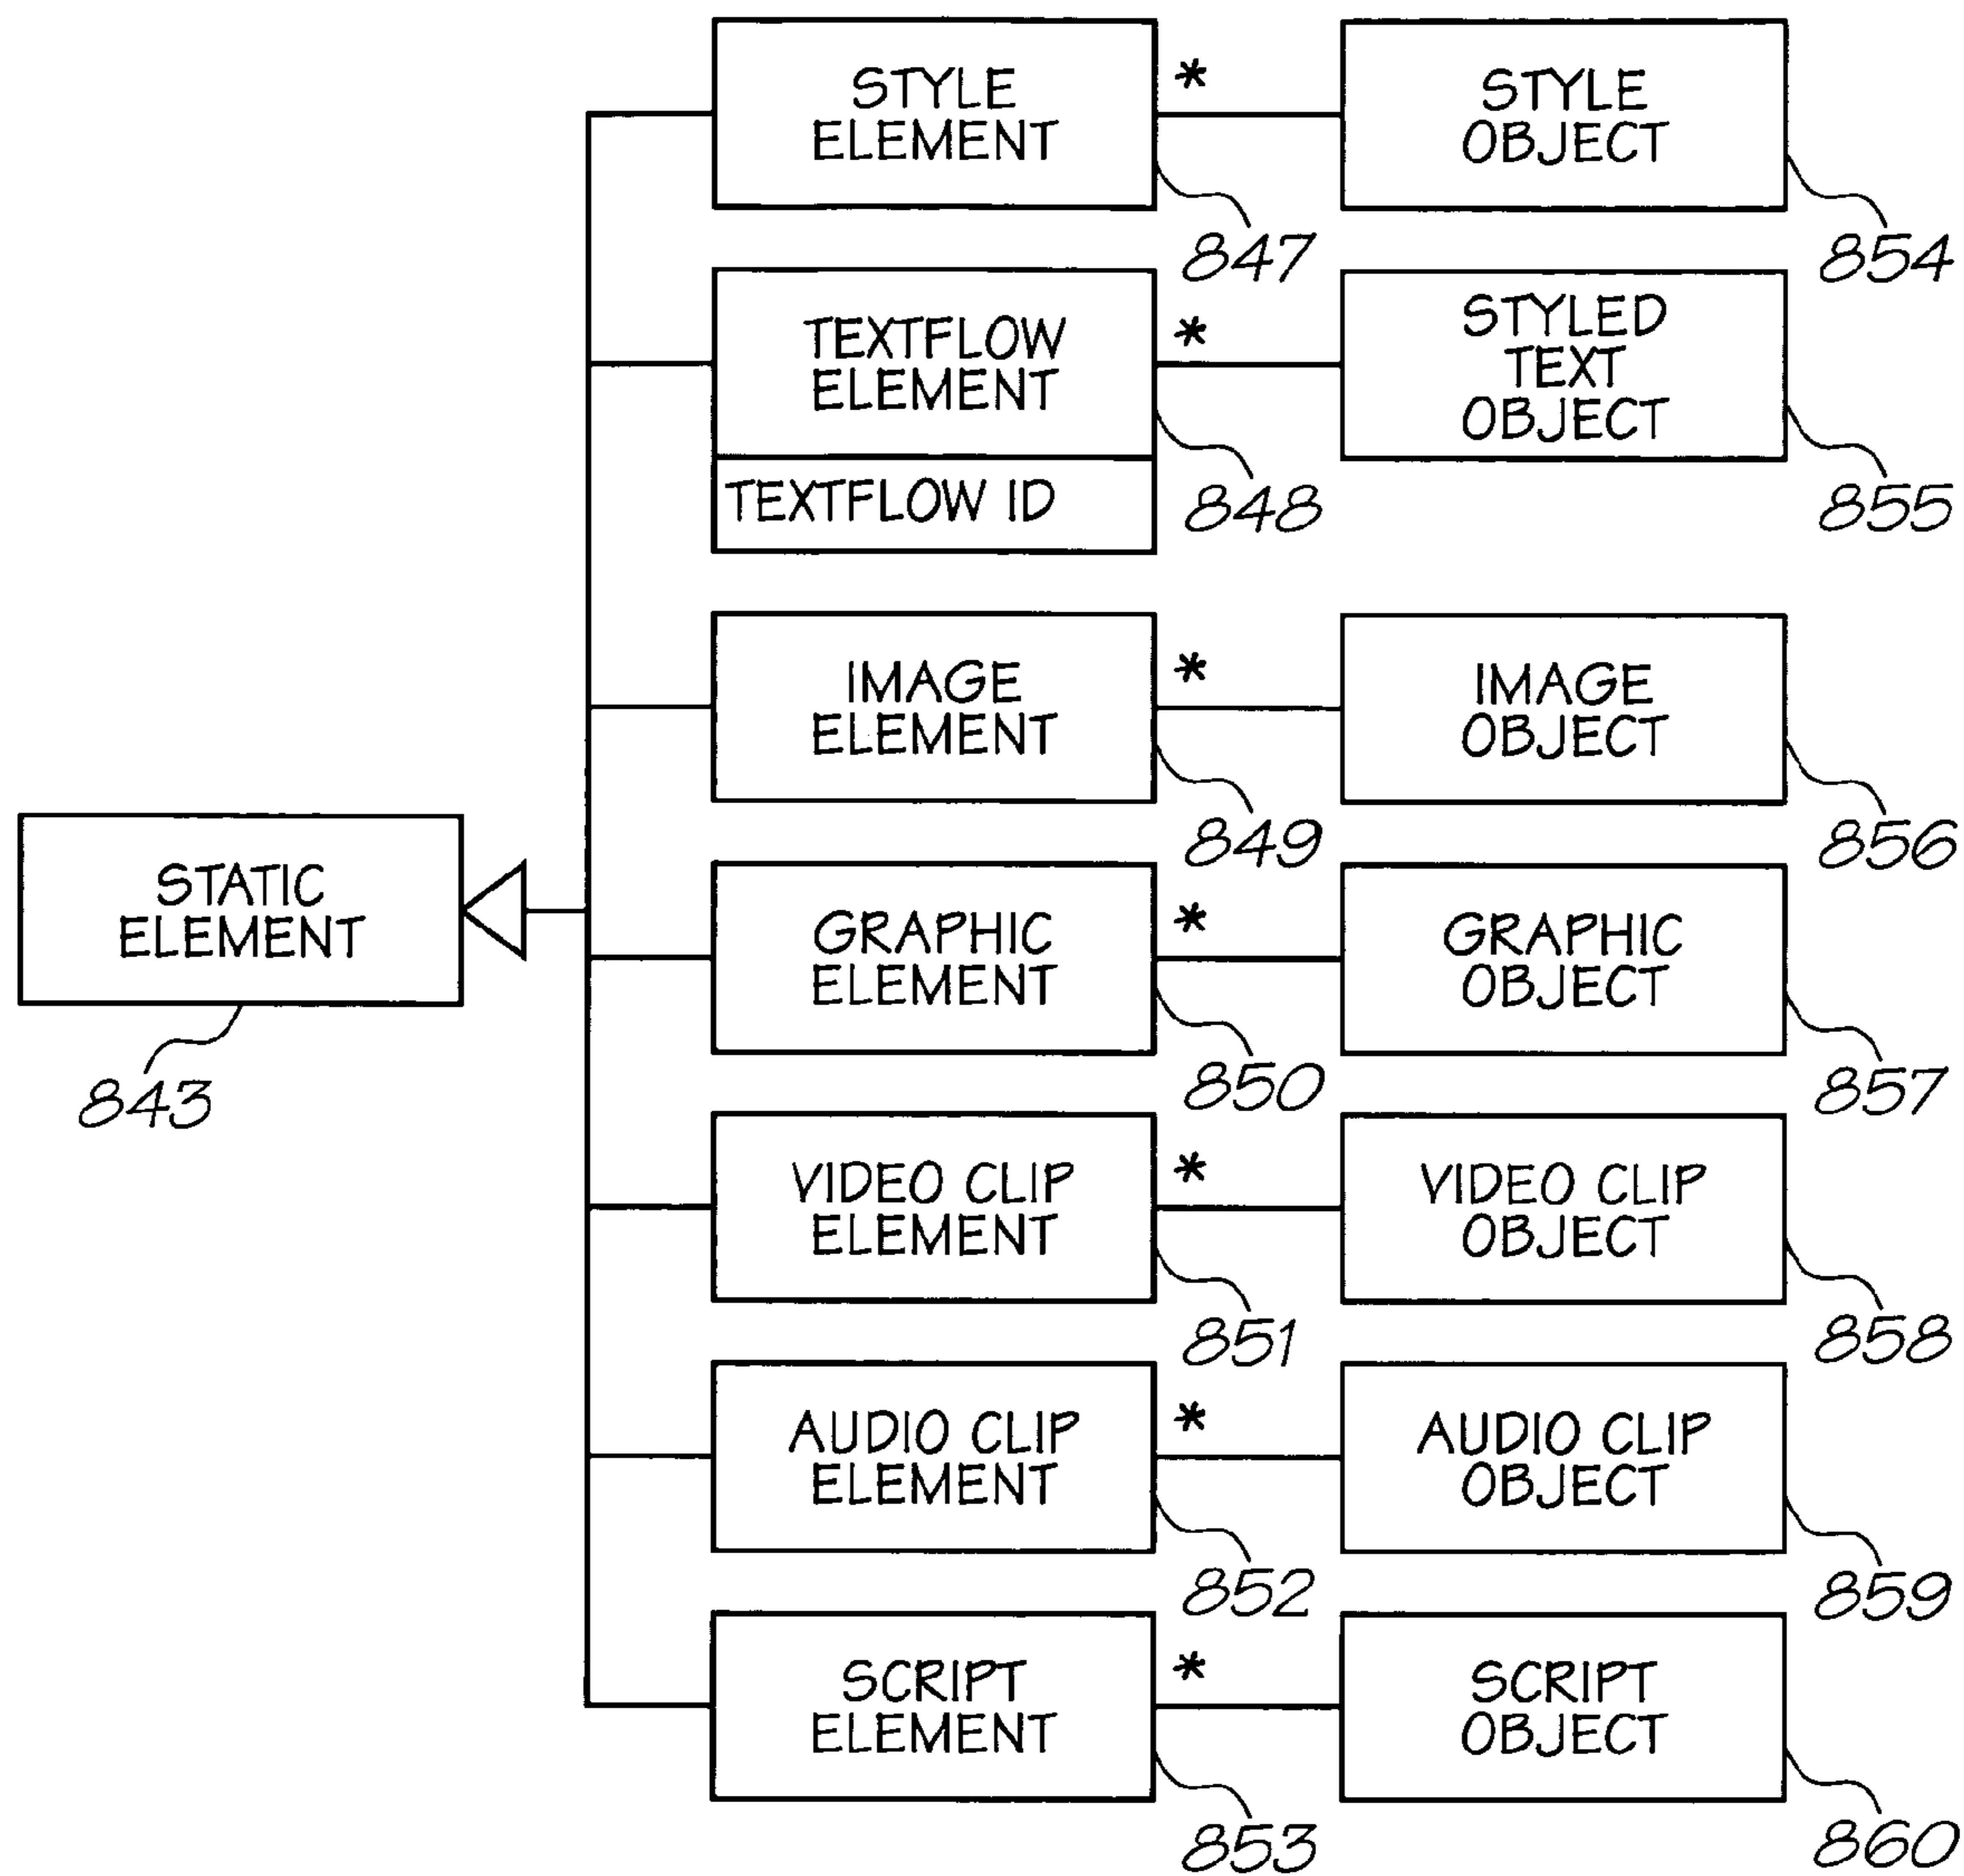 STYLE
ELEMENT
*
STYLE
OBJECT
847
854
TEXTFLOW
ELEMENT
TEXTFLOW ID
*
STYLED
TEXT
OBJECT
848
855
IMAGE
ELEMENT
*
IMAGE
OBJECT
849
856
STATIC
ELEMENT
843
GRAPHIC
ELEMENT
*
GRAPHIC
OBJECT
850
857
VIDEO CLIP
ELEMENT
*
VIDEO CLIP
OBJECT
851
858
AUDIO CLIP
ELEMENT
*
AUDIO CLIP
OBJECT
852
859
SCRIPT
ELEMENT
*
SCRIPT
OBJECT
853
860